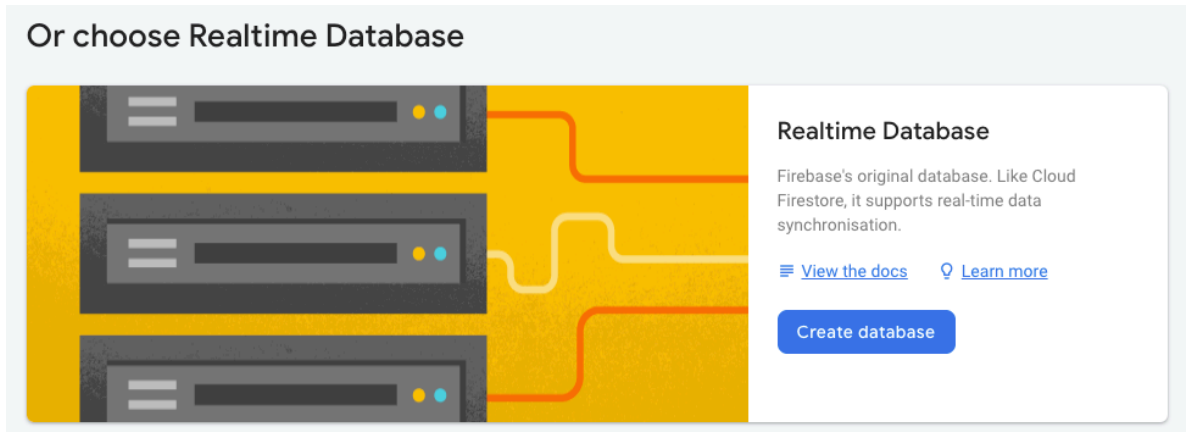 Or choose Realtime Database
Realtime Database
Firebase's original database. Like Cloud
Firestore, it supports real-time data
synchronisation.
View the docs Learn more
Create database